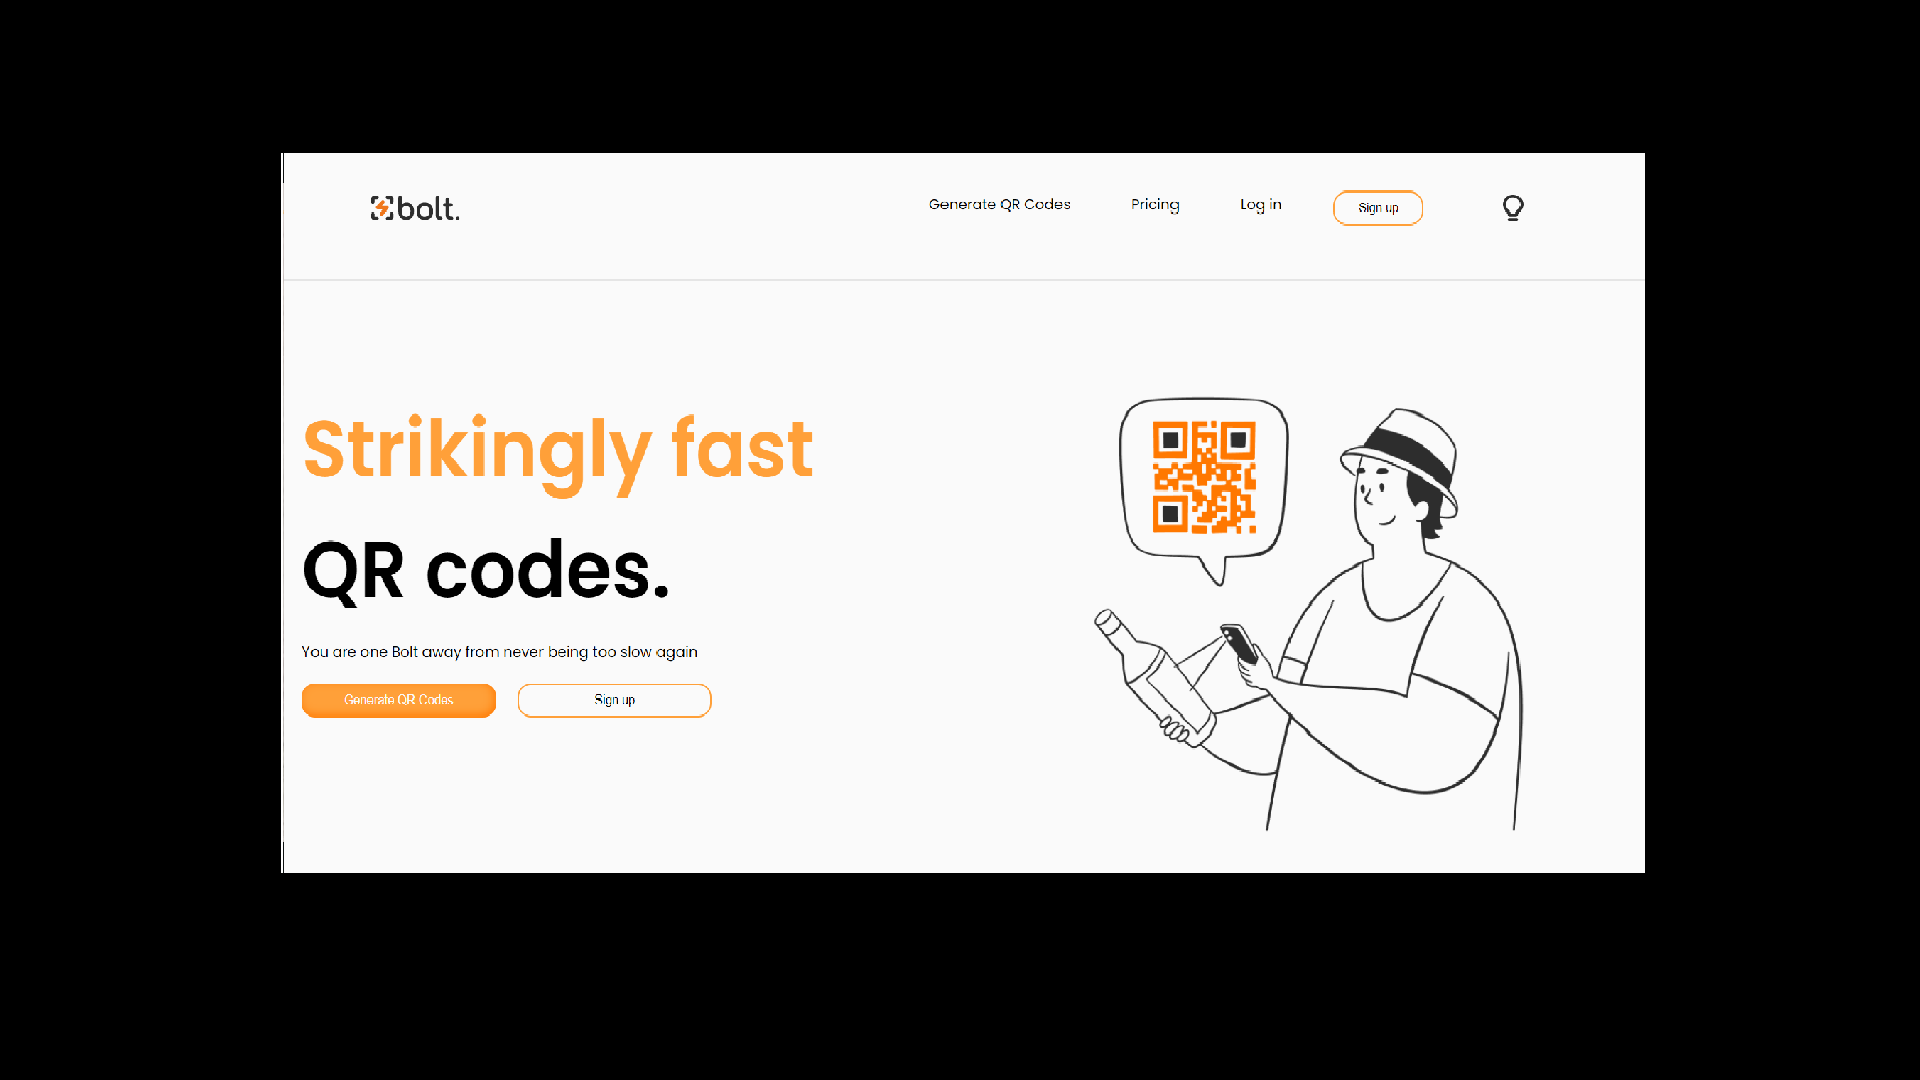 bolt.
Generate QR Codes
Pricing
Log in
Sign up
Strikingly fast
QR codes.
You are one Bolt away from never being too slow again
Generate QR Codes
Sign up